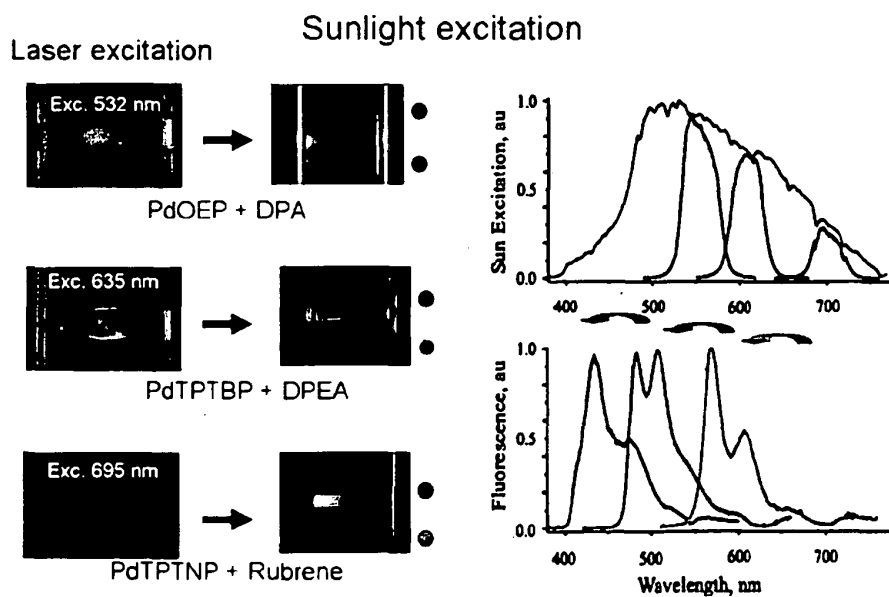 Sunlight excitation
Laser excitation
Exc. 532 nm
PdOEP + DPA
Exc. 635 nm
PdTPTBP + DPEA
Exc. 695 nm
PdTPTNP + Rubrene
Sun Excitation, au
1.0
0.5
0.0
400 500 600 700
Fluorescence, au
1.0
0.5
0.0
400 500 600 700
Wavelength, nm